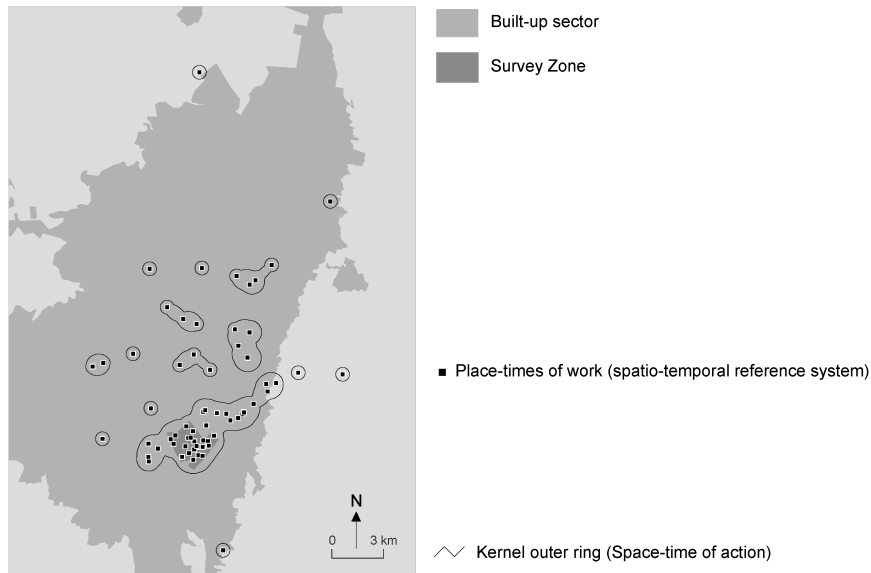 Built-up sector
Survey Zone
Place-times of work (spatio-temporal reference system)
N
0 3 km
Kernel outer ring (Space-time of action)